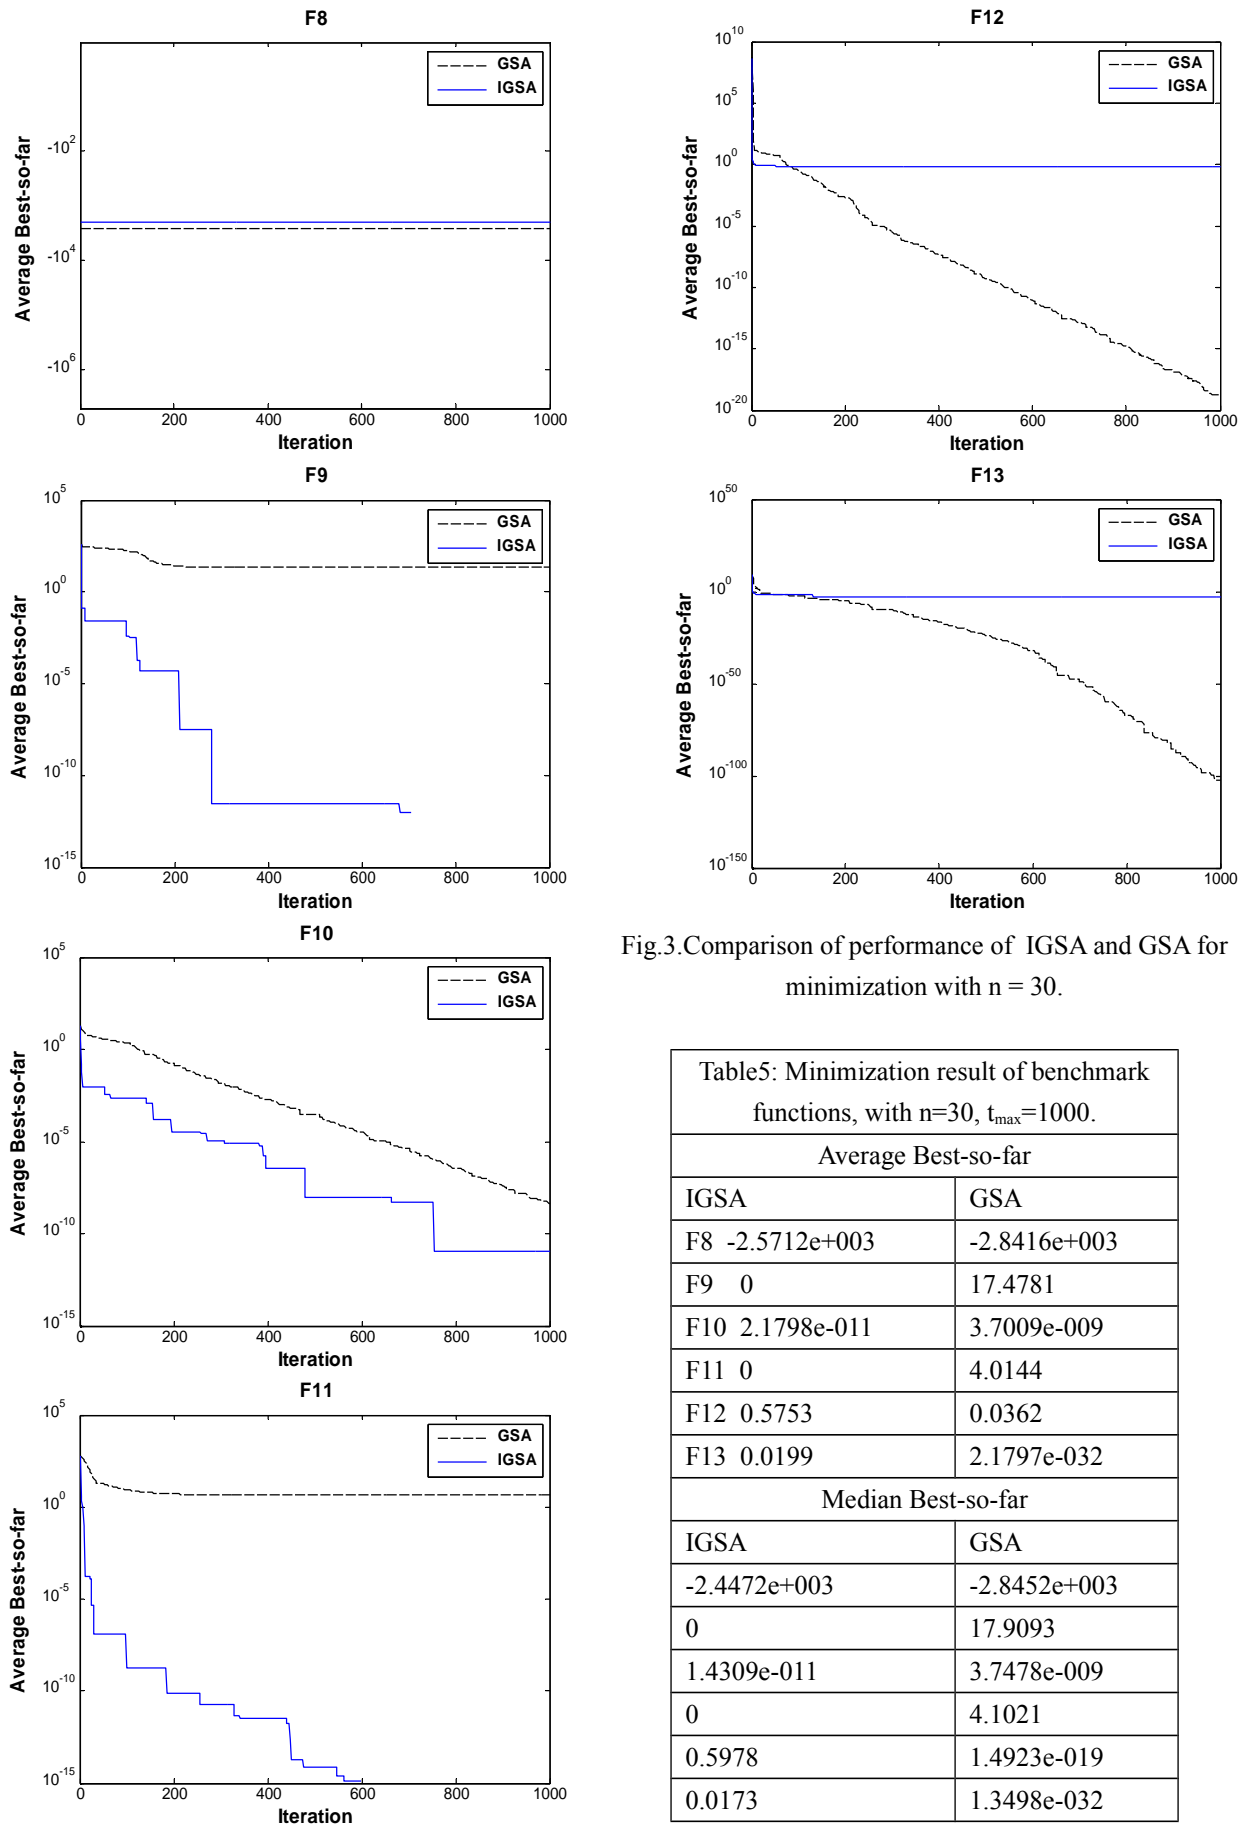 F8
GSA
IGSA
Average Best-so-far
-10^2
-10^4
-10^6
0 200 400 600 800 1000
Iteration
F9
GSA
IGSA
Average Best-so-far
10^5
10^0
10^-5
10^-10
10^-15
0 200 400 600 800 1000
Iteration
F10
GSA
IGSA
Average Best-so-far
10^5
10^0
10^-5
10^-10
10^-15
0 200 400 600 800 1000
Iteration
F11
GSA
IGSA
Average Best-so-far
10^5
10^0
10^-5
10^-10
10^-15
0 200 400 600 800 1000
Iteration
F12
GSA
IGSA
Average Best-so-far
10^10
10^5
10^0
10^-5
10^-10
10^-15
10^-20
0 200 400 600 800 1000
Iteration
F13
GSA
IGSA
Average Best-so-far
10^50
10^0
10^-50
10^-100
10^-150
0 200 400 600 800 1000
Iteration
Fig.3.Comparison of performance of IGSA and GSA for
minimization with n = 30.
Table5: Minimization result of benchmark
functions, with n=30, t_max=1000.
Average Best-so-far
IGSA GSA
F8 -2.5712e+003 -2.8416e+003
F9 0 17.4781
F10 2.1798e-011 3.7009e-009
F11 0 4.0144
F12 0.5753 0.0362
F13 0.0199 2.1797e-032
Median Best-so-far
IGSA GSA
-2.4472e+003 -2.8452e+003
0 17.9093
1.4309e-011 3.7478e-009
0 4.1021
0.5978 1.4923e-019
0.0173 1.3498e-032